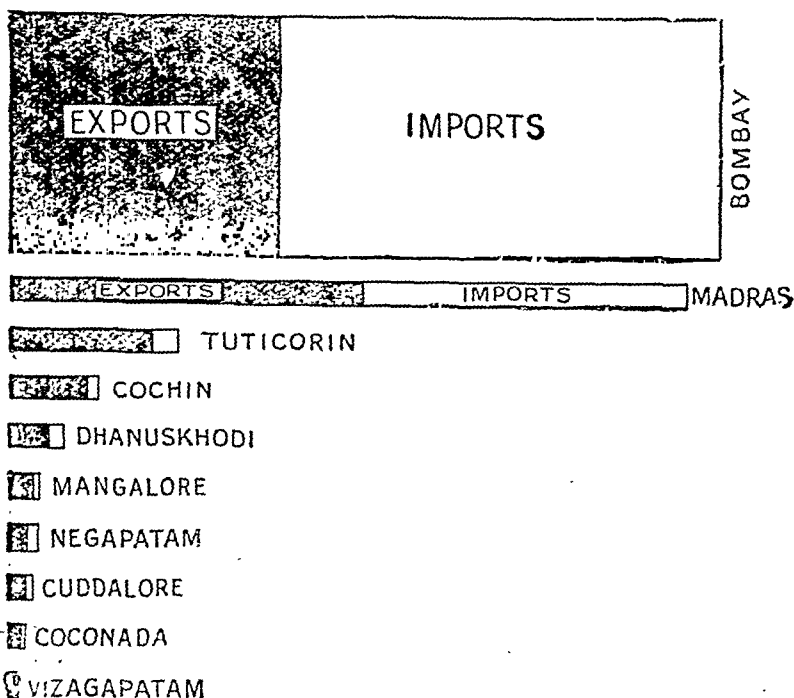 EXPORTS IMPORTS
BOMBAY
EXPORTS IMPORTS MADRAS
TUTICORIN
COCHIN
DHANUSKHODI
MANGALORE
NEGAPATAM
CUDDALORE
COCONADA
VIZAGAPATAM